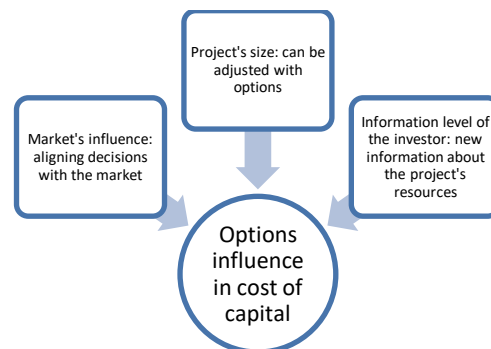 Project's size: can be
adjusted with
options
Market's influence:
aligning decisions
with the market
Information level of
the investor: new
information about
the project's
resources
Options
influence
in cost of
capital